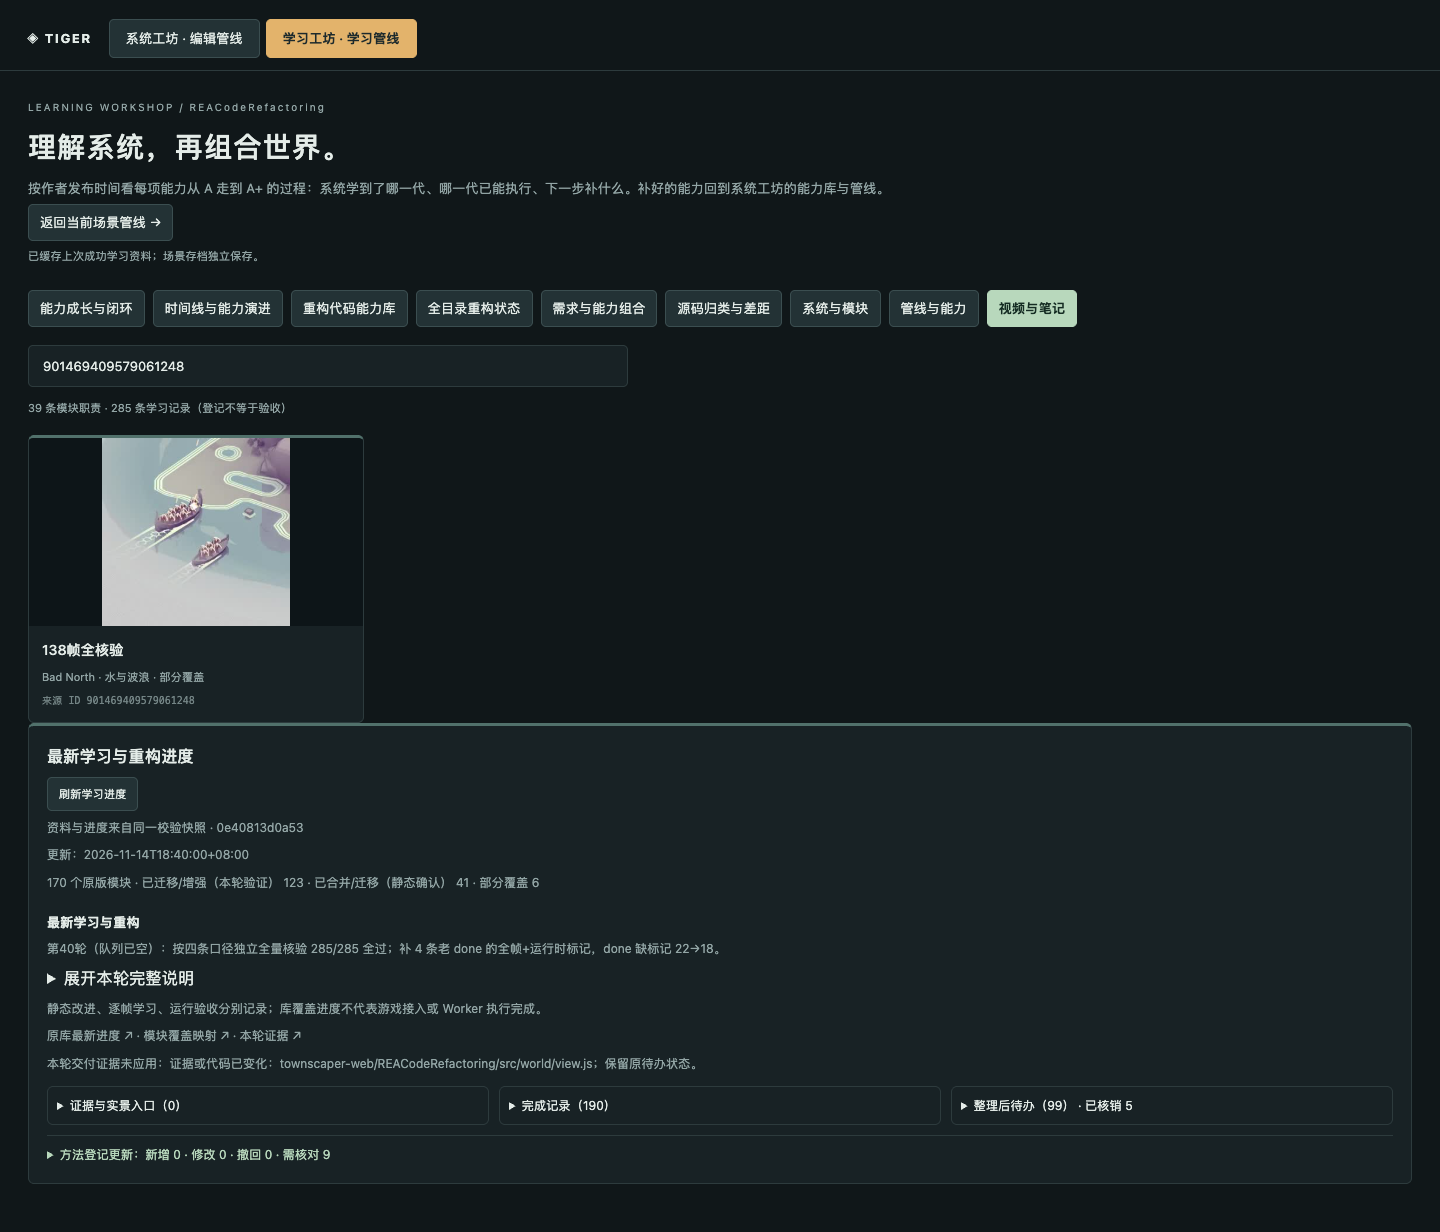 ◈ TIGER
系统工坊 · 编辑管线
学习工坊 · 学习管线
LEARNING WORKSHOP / REACodeRefactoring
理解系统，再组合世界。
按作者发布时间看每项能力从 A 走到 A+ 的过程：系统学到了哪一代、哪一代已能执行、下一步补什么。补好的能力回到系统工坊的能力库与管线。
返回当前场景管线 →
已缓存上次成功学习资料；场景存档独立保存。
能力成长与闭环
时间线与能力演进
重构代码能力库
全目录重构状态
需求与能力组合
源码归类与差距
系统与模块
管线与能力
视频与笔记
901469409579061248
39 条模块职责 · 285 条学习记录（登记不等于验收）
138帧全核验
Bad North · 水与波浪 · 部分覆盖
来源 ID 901469409579061248
最新学习与重构进度
刷新学习进度
资料与进度来自同一校验快照 · 0e40813d0a53
更新：2026-11-14T18:40:00+08:00
170 个原版模块 · 已迁移/增强（本轮验证） 123 · 已合并/迁移（静态确认） 41 · 部分覆盖 6
最新学习与重构
第40轮（队列已空）：按四条口径独立全量核验 285/285 全过；补 4 条老 done 的全帧+运行时标记，done 缺标记 22→18。
▶ 展开本轮完整说明
静态改进、逐帧学习、运行验收分别记录；库覆盖进度不代表游戏接入或 Worker 执行完成。
原库最新进度 ↗ · 模块覆盖映射 ↗ · 本轮证据 ↗
本轮交付证据未应用：证据或代码已变化：townscaper-web/REACodeRefactoring/src/world/view.js；保留原待办状态。
▶ 证据与实景入口（0）
▶ 完成记录（190）
▶ 整理后待办（99） · 已核销 5
▶ 方法登记更新：新增 0 · 修改 0 · 撤回 0 · 需核对 9